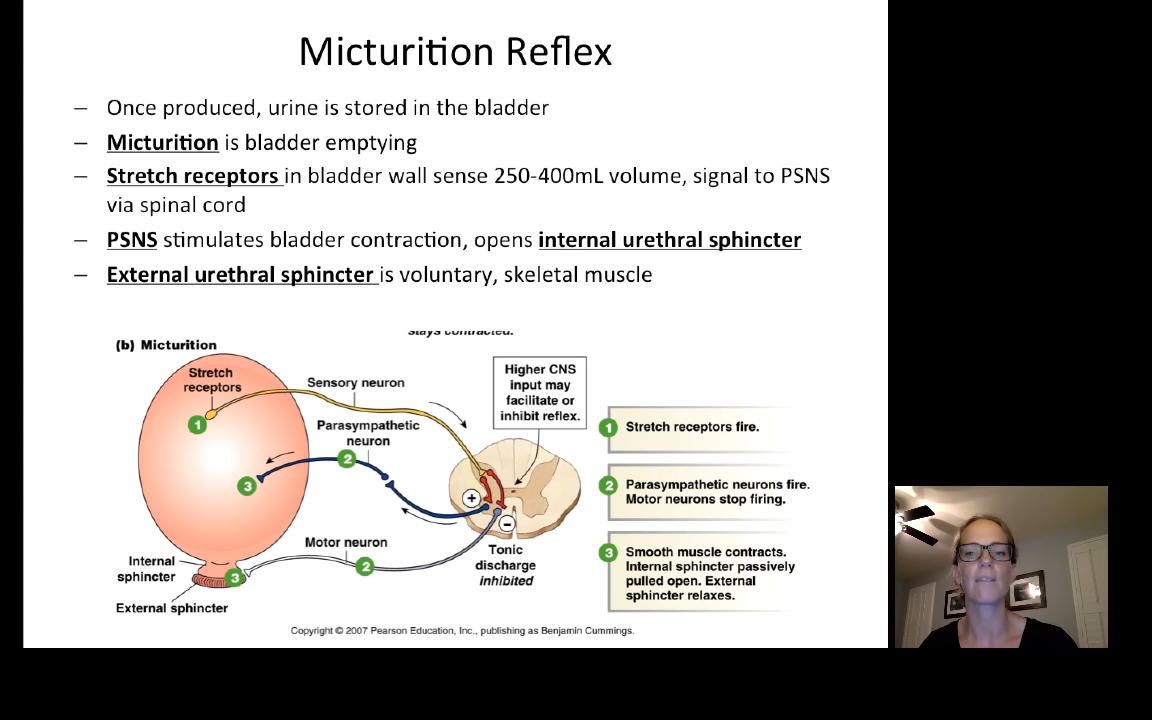 Micturition Reflex
– Once produced, urine is stored in the bladder
– Micturition is bladder emptying
– Stretch receptors in bladder wall sense 250-400mL volume, signal to PSNS
via spinal cord
– PSNS stimulates bladder contraction, opens internal urethral sphincter
– External urethral sphincter is voluntary, skeletal muscle
stays contracted.
(b) Micturition
Stretch
receptors
1
Sensory neuron
Parasympathetic
neuron
2
3
+
−
Higher CNS
input may
facilitate or
inhibit reflex.
Motor neuron
2
Tonic
discharge
inhibited
Internal
sphincter
3
External sphincter
1 Stretch receptors fire.
2 Parasympathetic neurons fire.
Motor neurons stop firing.
3 Smooth muscle contracts.
Internal sphincter passively
pulled open. External
sphincter relaxes.
Copyright © 2007 Pearson Education, Inc., publishing as Benjamin Cummings.